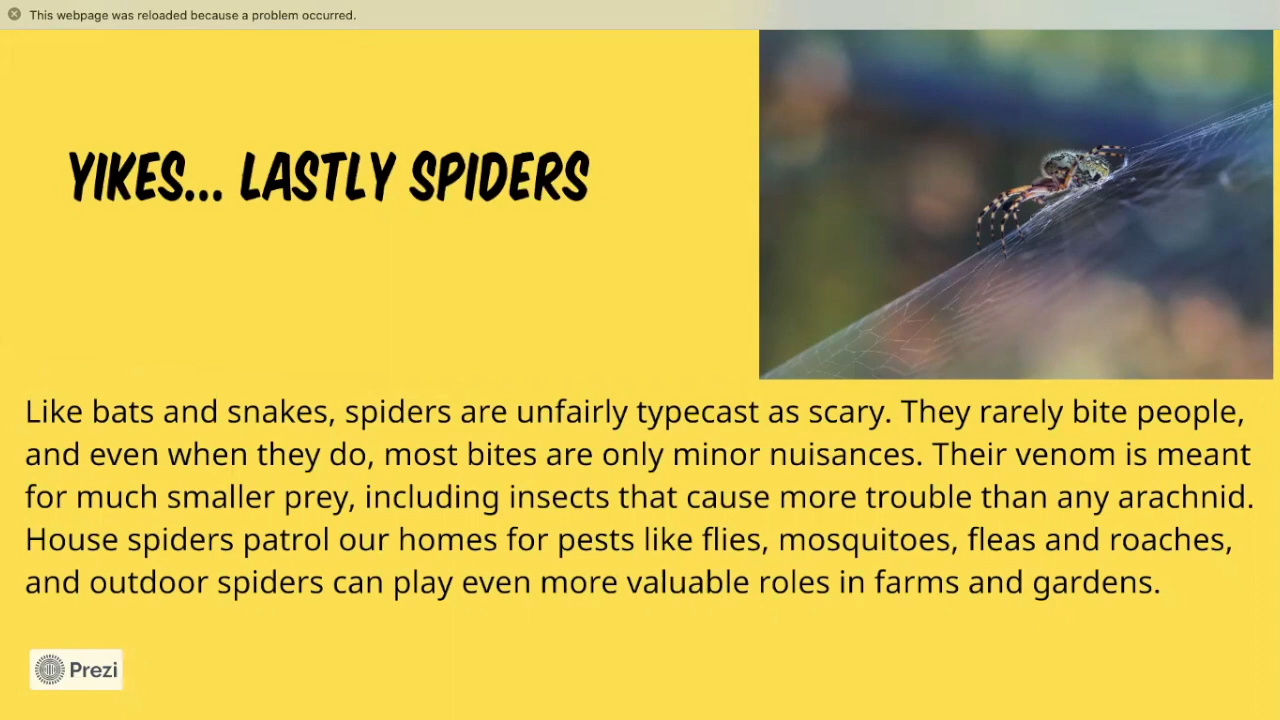 This webpage was reloaded because a problem occurred.
YIKES... LASTLY SPIDERS
Like bats and snakes, spiders are unfairly typecast as scary. They rarely bite people,
and even when they do, most bites are only minor nuisances. Their venom is meant
for much smaller prey, including insects that cause more trouble than any arachnid.
House spiders patrol our homes for pests like flies, mosquitoes, fleas and roaches,
and outdoor spiders can play even more valuable roles in farms and gardens.
Prezi